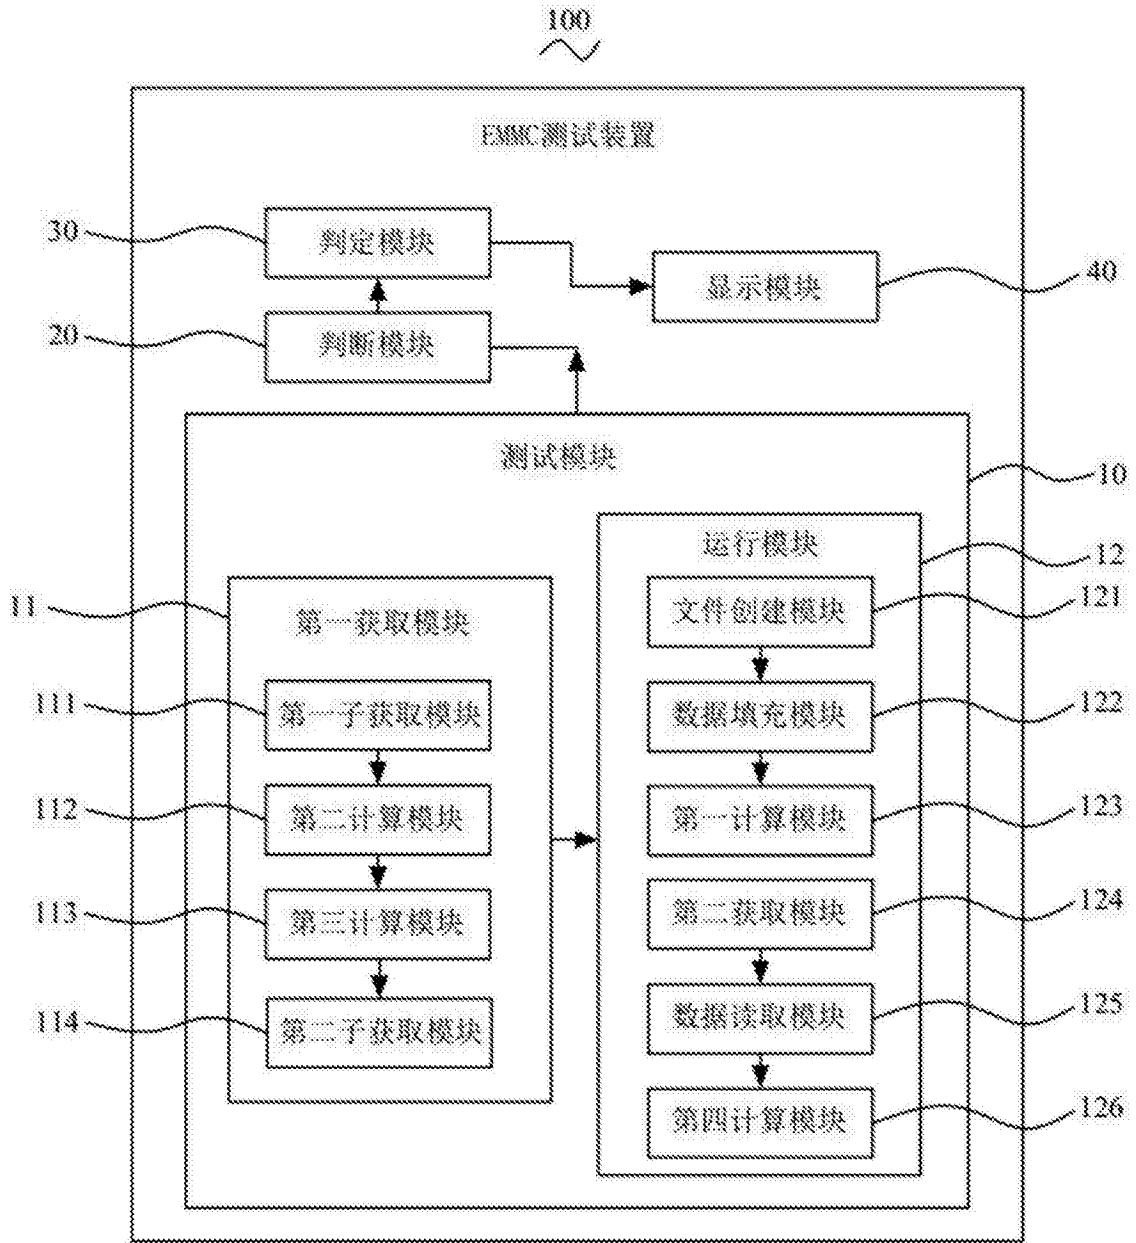 100
EMMC测试装置
30
判定模块
显示模块
40
20
判断模块
测试模块
10
运行模块
12
11
第一获取模块
文件创建模块
121
111
第一子获取模块
数据填充模块
122
112
第二计算模块
第一计算模块
123
113
第三计算模块
第二获取模块
124
114
第二子获取模块
数据读取模块
125
第四计算模块
126